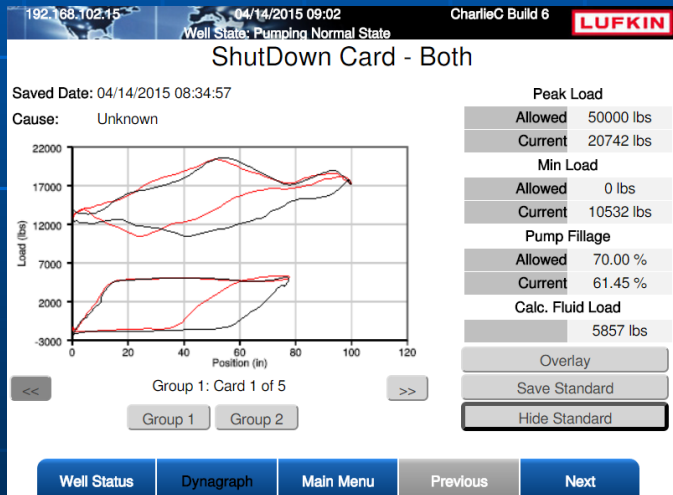 192.168.102.15 04/14/2015 09:02 CharlieC Build 6 LUFKIN
Well State: Pumping Normal State
ShutDown Card - Both
Saved Date: 04/14/2015 08:34:57
Cause: Unknown
Peak Load
Allowed 50000 lbs
Current 20742 lbs
Min Load
Allowed 0 lbs
Current 10532 lbs
Pump Fillage
Allowed 70.00 %
Current 61.45 %
Calc. Fluid Load
5857 lbs
22000
17000
12000
7000
2000
-3000
Load (lbs)
0 20 40 60 80 100 120
Position (in)
Overlay
<< Group 1: Card 1 of 5 >>
Save Standard
Group 1 Group 2
Hide Standard
Well Status Dynagraph Main Menu Previous Next